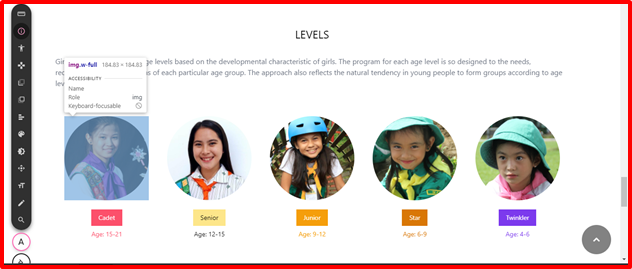 LEVELS
Gir
ge levels based on the developmental characteristic of girls. The program for each age level is so designed to the needs,
rec
ns of each particular age group. The approach also reflects the natural tendency in young people to form groups according to age
lev
img.w-full 184.83 × 184.83
ACCESSIBILITY
Name
Role img
Keyboard-focusable
Cadet
Senior
Junior
Star
Twinkler
Age: 15-21
Age: 12-15
Age: 9-12
Age: 6-9
Age: 4-6
A